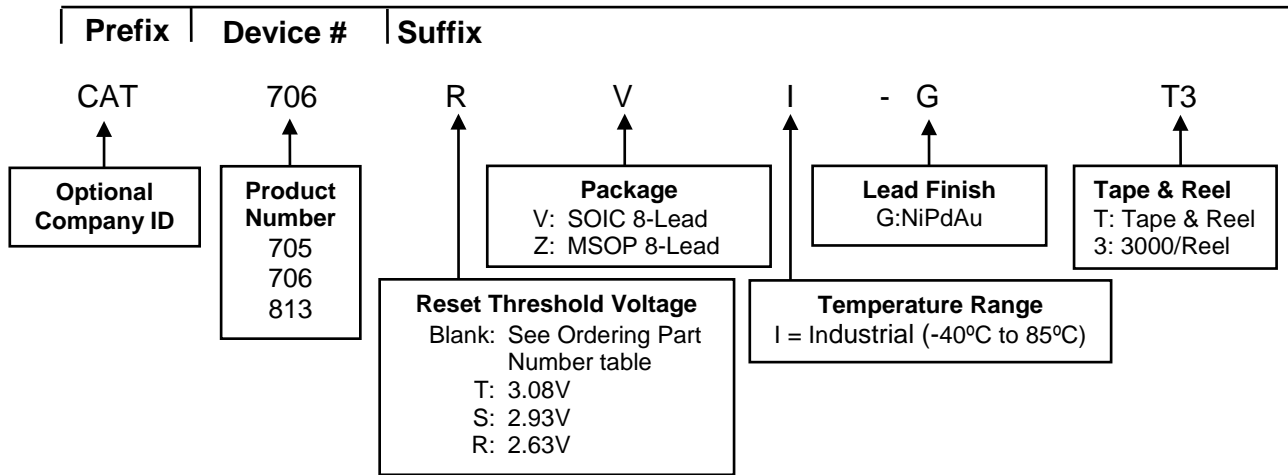 Prefix Device # Suffix
CAT 706 R V I - G T3
Optional
Company ID
Product
Number
705
706
813
Package
V: SOIC 8-Lead
Z: MSOP 8-Lead
Lead Finish
G:NiPdAu
Tape & Reel
T: Tape & Reel
3: 3000/Reel
Reset Threshold Voltage
Blank: See Ordering Part
Number table
T: 3.08V
S: 2.93V
R: 2.63V
Temperature Range
I = Industrial (-40ºC to 85ºC)